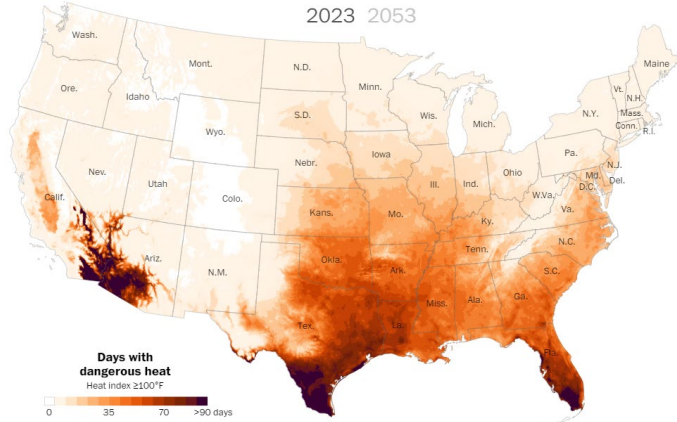 2023 2053
Wash.
Maine
Mont.
N.D.
Minn.
Ore.
Idaho
Vt.
N.H.
S.D.
Wis.
Mich.
N.Y.
Mass.
Conn.
R.I.
Wyo.
Iowa
Nebr.
Pa.
N.J.
Nev.
Utah
Colo.
Ill.
Ind.
Ohio
Md.
Del.
D.C.
W.Va.
Va.
Calif.
Kans.
Mo.
Ky.
N.C.
Tenn.
Ariz.
N.M.
Okla.
Ark.
S.C.
Miss.
Ala.
Ga.
Tex.
La.
Fla.
Days with
dangerous heat
Heat index ≥100°F
0 35 70 >90 days